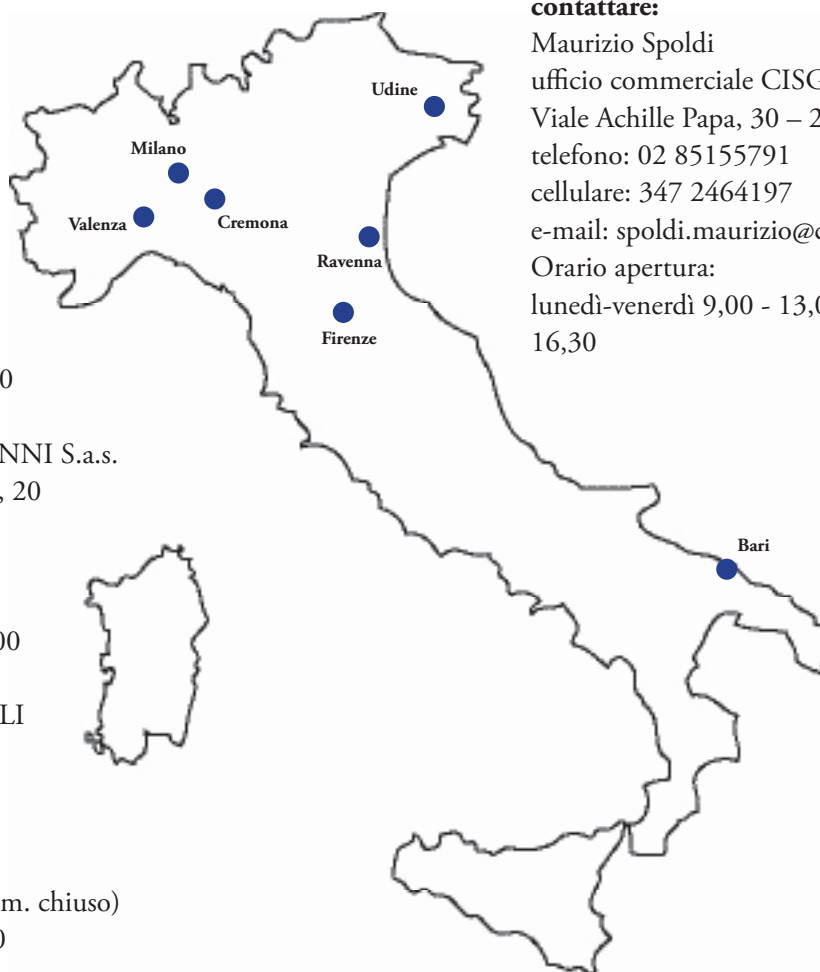 contattare:
Maurizio Spoldi
ufficio commerciale CISG
Viale Achille Papa, 30 – 2
telefono: 02 85155791
cellulare: 347 2464197
e-mail: spoldi.maurizio@c
Orario apertura:
lunedì-venerdì 9,00 - 13,0
16,30
Udine
Milano
Cremona
Valenza
Ravenna
Firenze
Bari
0
NNI S.a.s.
, 20
00
LI
m. chiuso)
0